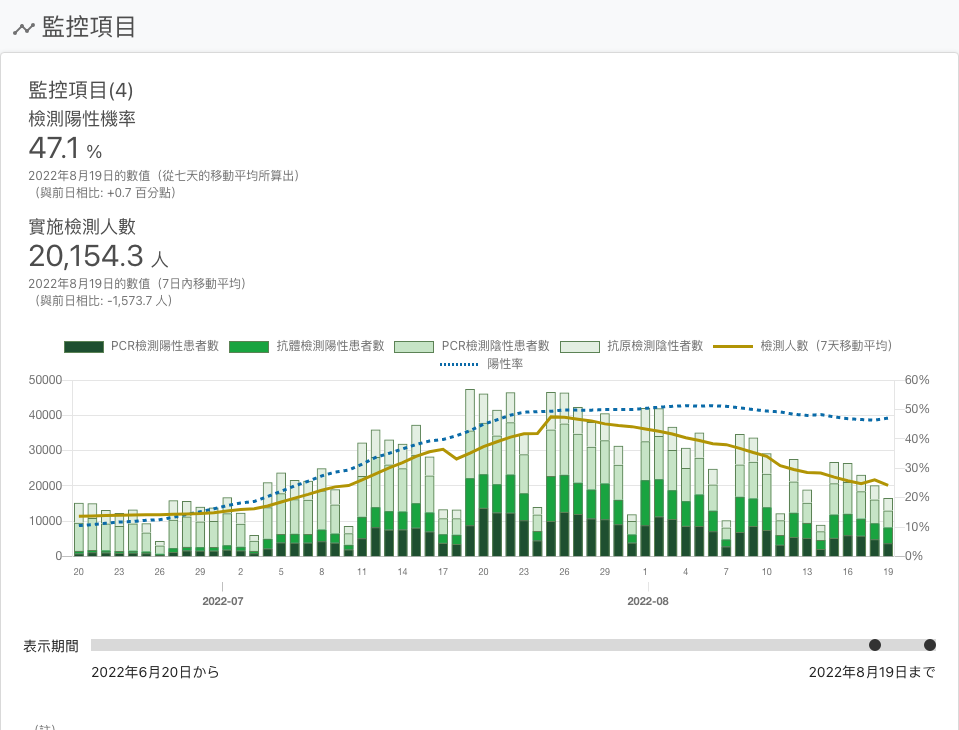 監控項目
監控項目(4)
檢測陽性機率
47.1 %
2022年8月19日的數值（從七天的移動平均所算出）
（與前日相比: +0.7 百分點）
實施檢測人數
20,154.3 人
2022年8月19日的數值（7日內移動平均）
（與前日相比: -1,573.7 人）
PCR檢測陽性患者數 抗體檢測陽性患者數 PCR檢測陰性患者數 抗原檢測陰性者數 檢測人數（7天移動平均）
陽性率
50000 60%
40000 50%
30000 40%
20000 30%
10000 20%
0 10%
0%
20 23 26 29 2 5 8 11 14 17 20 23 26 29 1 4 7 10 13 16 19
2022-07 2022-08
表示期間
2022年6月20日から 2022年8月19日まで